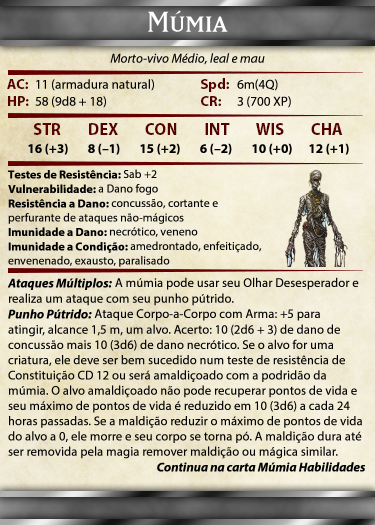 Múmia
Morto-vivo Médio, leal e mau
AC: 11 (armadura natural) Spd: 6m(4Q)
HP: 58 (9d8 + 18) CR: 3 (700 XP)
STR DEX CON INT WIS CHA
16 (+3) 8 (–1) 15 (+2) 6 (–2) 10 (+0) 12 (+1)
Testes de Resistência: Sab +2
Vulnerabilidade: a Dano fogo
Resistência a Dano: concussão, cortante e
perfurante de ataques não-mágicos
Imunidade a Dano: necrótico, veneno
Imunidade a Condição: amedrontado, enfeitiçado,
envenenado, exausto, paralisado
Ataques Múltiplos: A múmia pode usar seu Olhar Desesperador e
realiza um ataque com seu punho pútrido.
Punho Pútrido: Ataque Corpo-a-Corpo com Arma: +5 para
atingir, alcance 1,5 m, um alvo. Acerto: 10 (2d6 + 3) de dano de
concussão mais 10 (3d6) de dano necrótico. Se o alvo for uma
criatura, ele deve ser bem sucedido num teste de resistência de
Constituição CD 12 ou será amaldiçoado com a podridão da
múmia. O alvo amaldiçoado não pode recuperar pontos de vida e
seu máximo de pontos de vida é reduzido em 10 (3d6) a cada 24
horas passadas. Se a maldição reduzir o máximo de pontos de vida
do alvo a 0, ele morre e seu corpo se torna pó. A maldição dura até
ser removida pela magia remover maldição ou mágica similar.
Continua na carta Múmia Habilidades